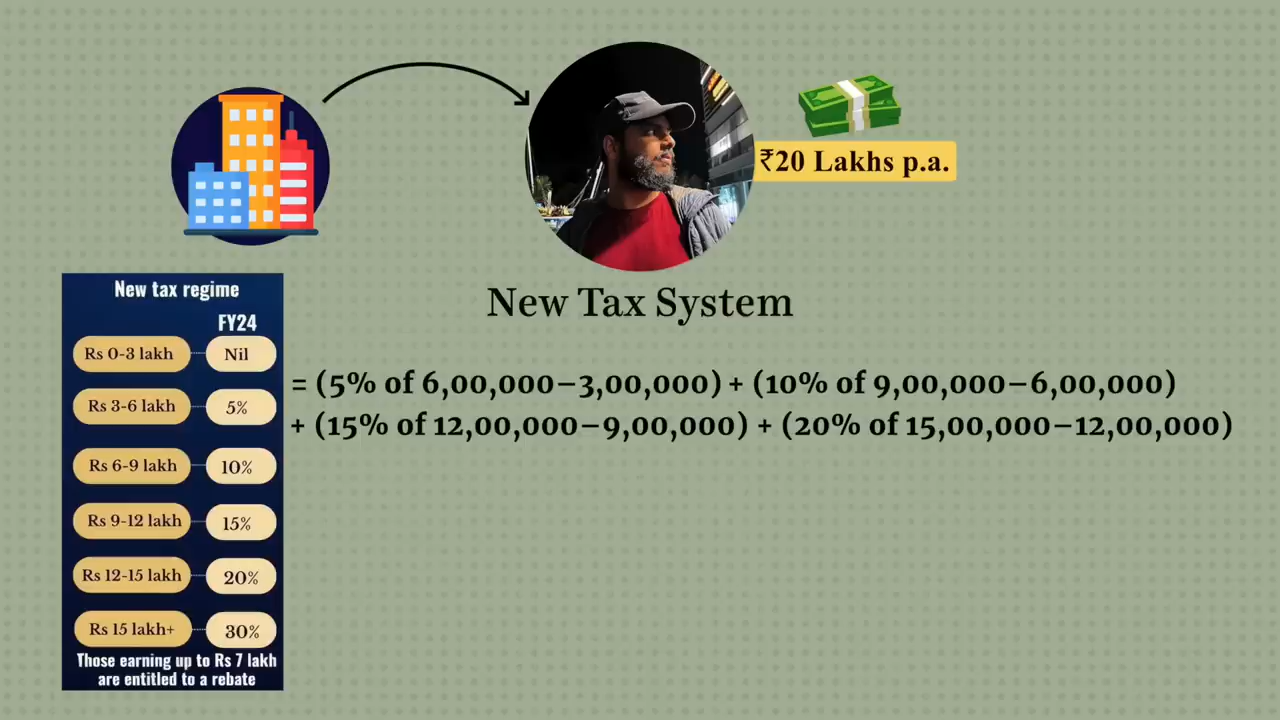 ₹20 Lakhs p.a.
New Tax System
New tax regime
FY24
Rs 0-3 lakh Nil
Rs 3-6 lakh 5%
Rs 6-9 lakh 10%
Rs 9-12 lakh 15%
Rs 12-15 lakh 20%
Rs 15 lakh+ 30%
Those earning up to Rs 7 lakh
are entitled to a rebate
= (5% of 6,00,000–3,00,000) + (10% of 9,00,000–6,00,000)
+ (15% of 12,00,000–9,00,000) + (20% of 15,00,000–12,00,000)